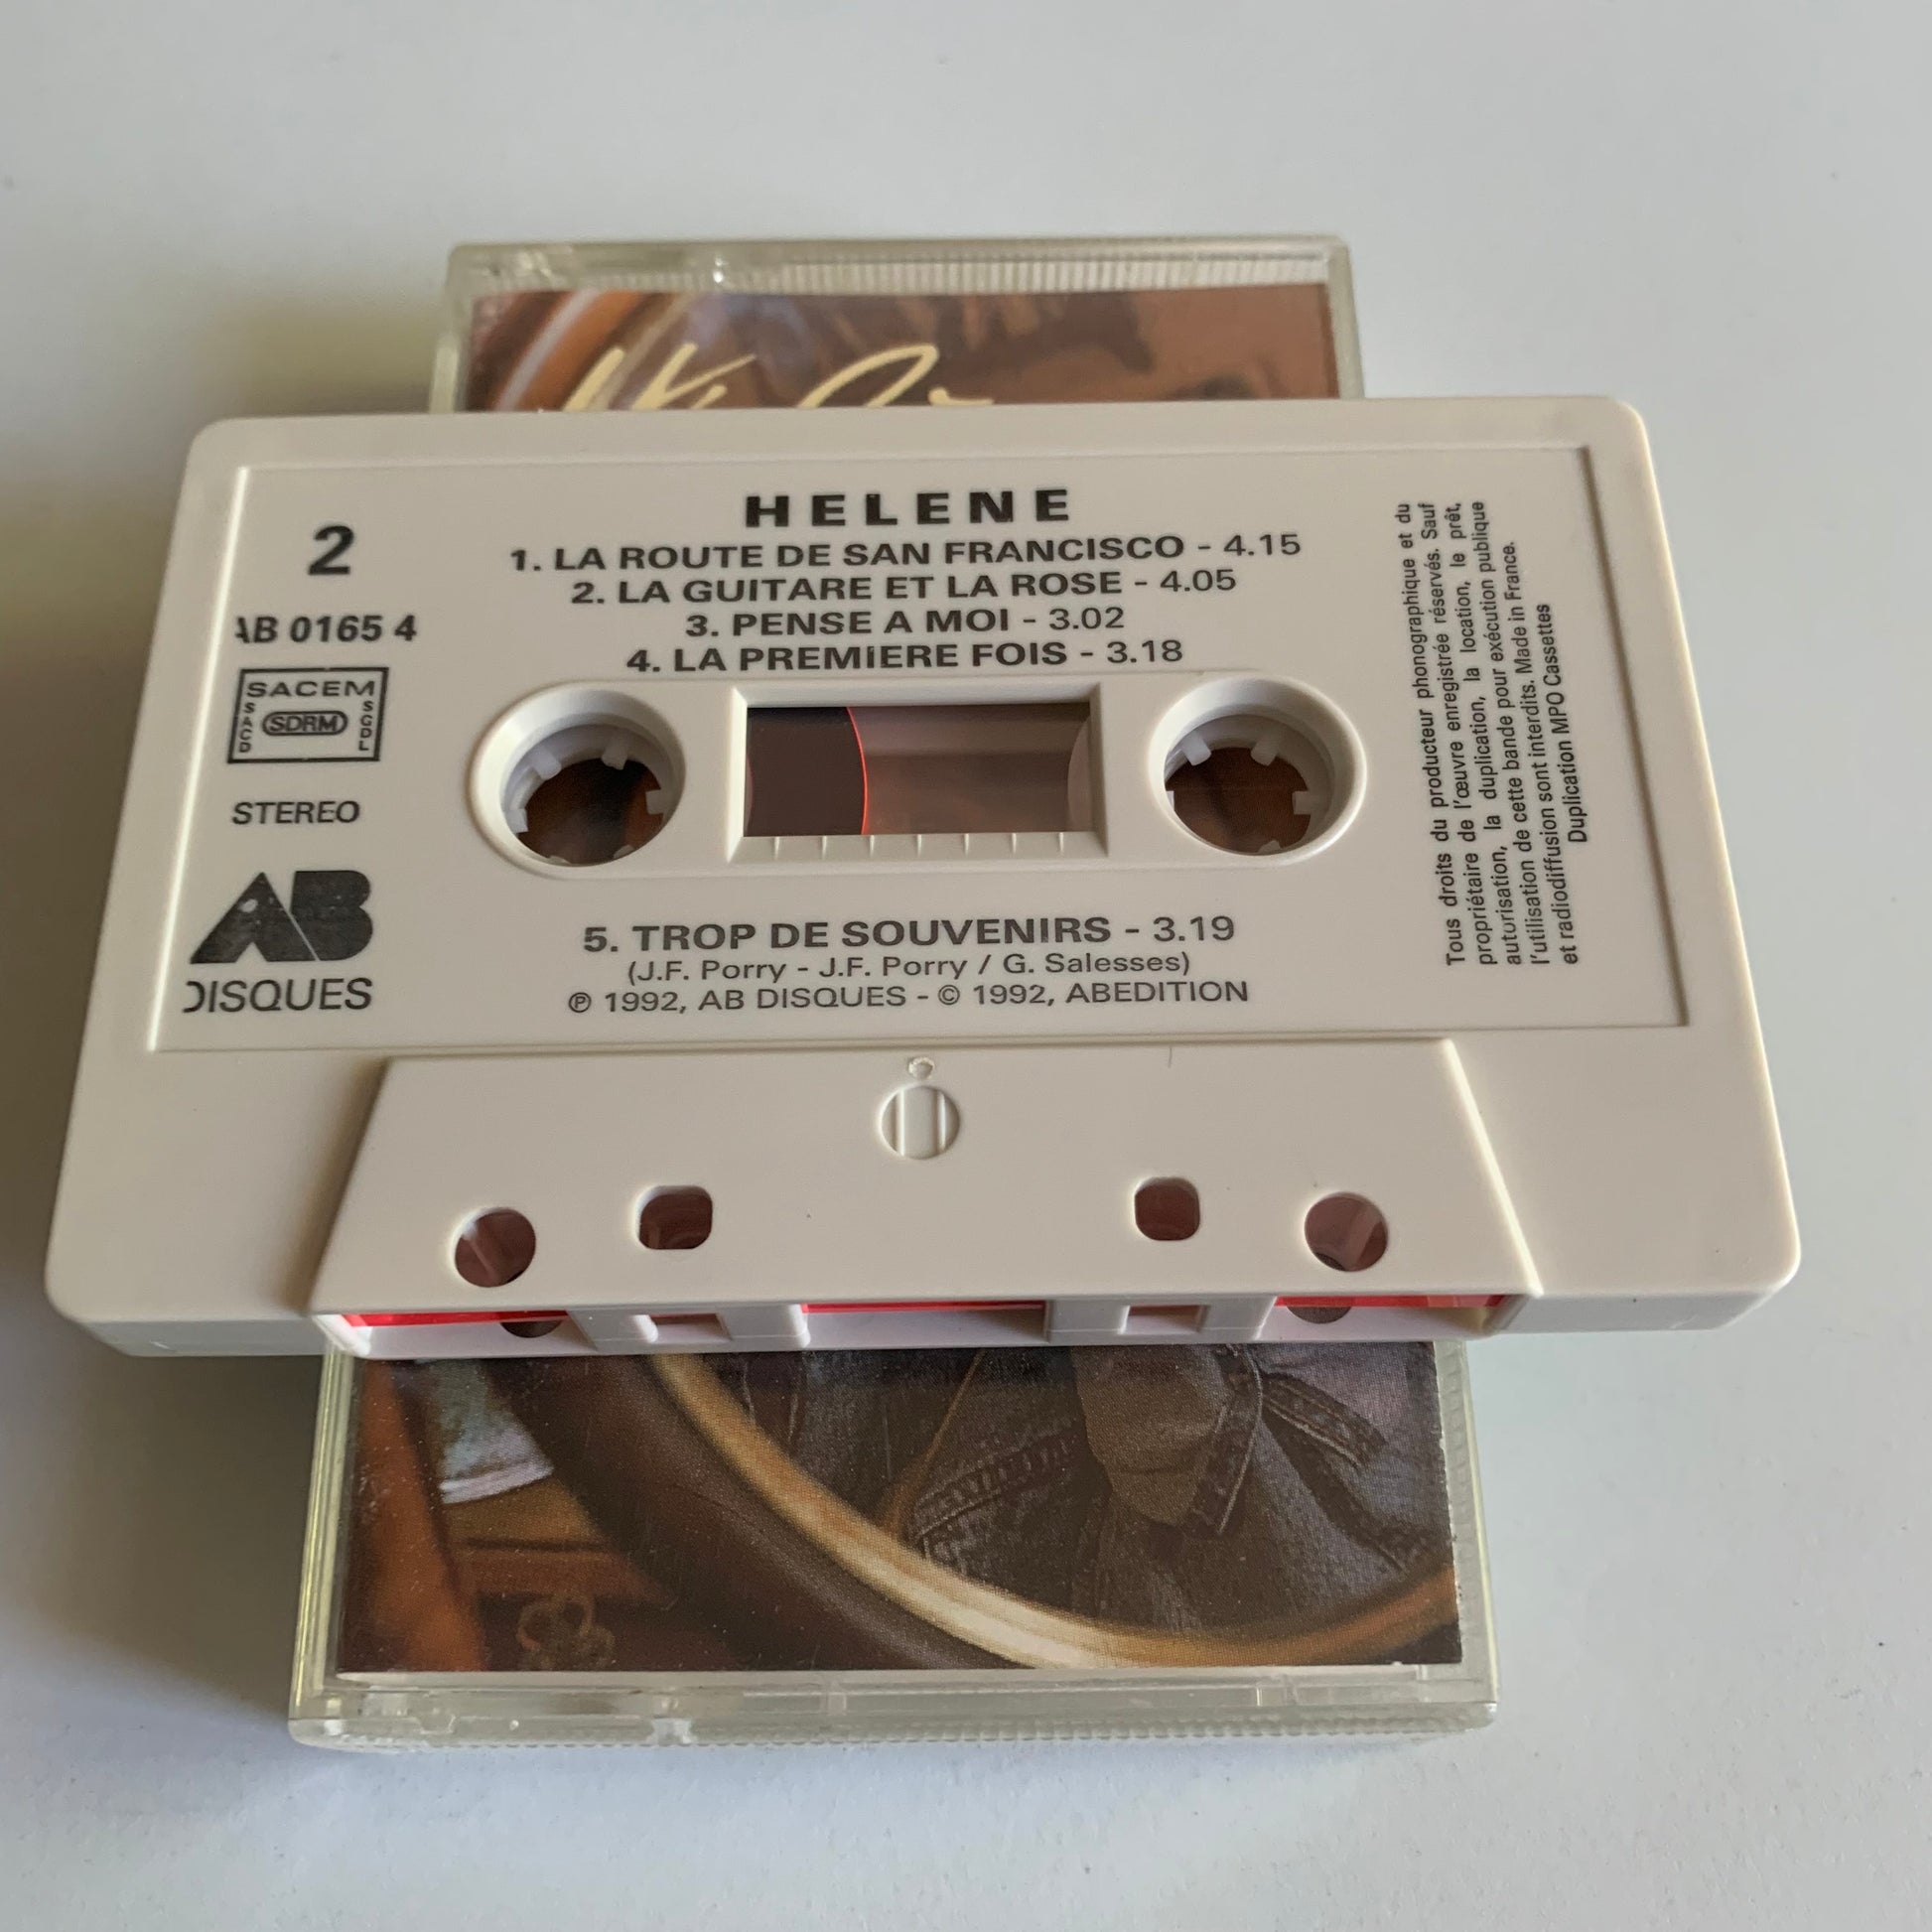 HELENE
2
1. LA ROUTE DE SAN FRANCISCO - 4.15
2. LA GUITARE ET LA ROSE - 4.05
3. PENSE A MOI - 3.02
4. LA PREMIERE FOIS - 3.18
AB 0165 4
SACEM
SACD
SDRM
SCDL
STEREO
AB
DISQUES
5. TROP DE SOUVENIRS - 3.19
(J.F. Porry - J.F. Porry / G. Salesses)
℗ 1992, AB DISQUES - © 1992, ABEDITION
Tous droits du producteur phonographique et du
propriétaire de l'œuvre enregistrée réservés. Sauf
autorisation, la duplication, la location, le prêt,
l'utilisation de cette bande pour exécution publique
et radiodiffusion sont interdits. Made in France.
Duplication MPO Cassettes